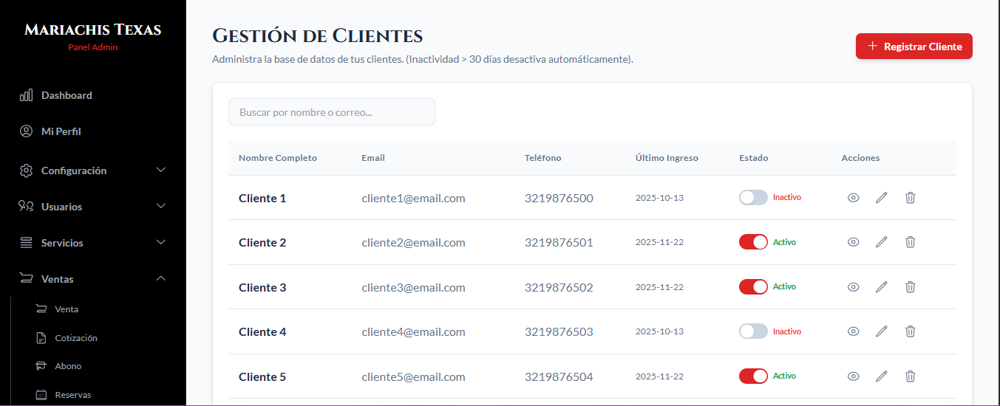 Mariachis Texas
Panel Admin
Dashboard
Mi Perfil
Configuración
Usuarios
Servicios
Ventas
Venta
Cotización
Abono
Reservas
Gestión de Clientes
Administra la base de datos de tus clientes. (Inactividad > 30 días desactiva automáticamente).
+ Registrar Cliente
Buscar por nombre o correo...
Nombre Completo Email Teléfono Último Ingreso Estado Acciones
Cliente 1 cliente1@email.com 3219876500 2025-10-13 Inactivo
Cliente 2 cliente2@email.com 3219876501 2025-11-22 Activo
Cliente 3 cliente3@email.com 3219876502 2025-11-22 Activo
Cliente 4 cliente4@email.com 3219876503 2025-10-13 Inactivo
Cliente 5 cliente5@email.com 3219876504 2025-11-22 Activo